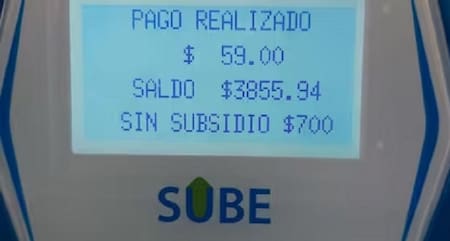 PAGO REALIZADO
$ 59.00
SALDO $3855.94
SIN SUBSIDIO $700
SUBE